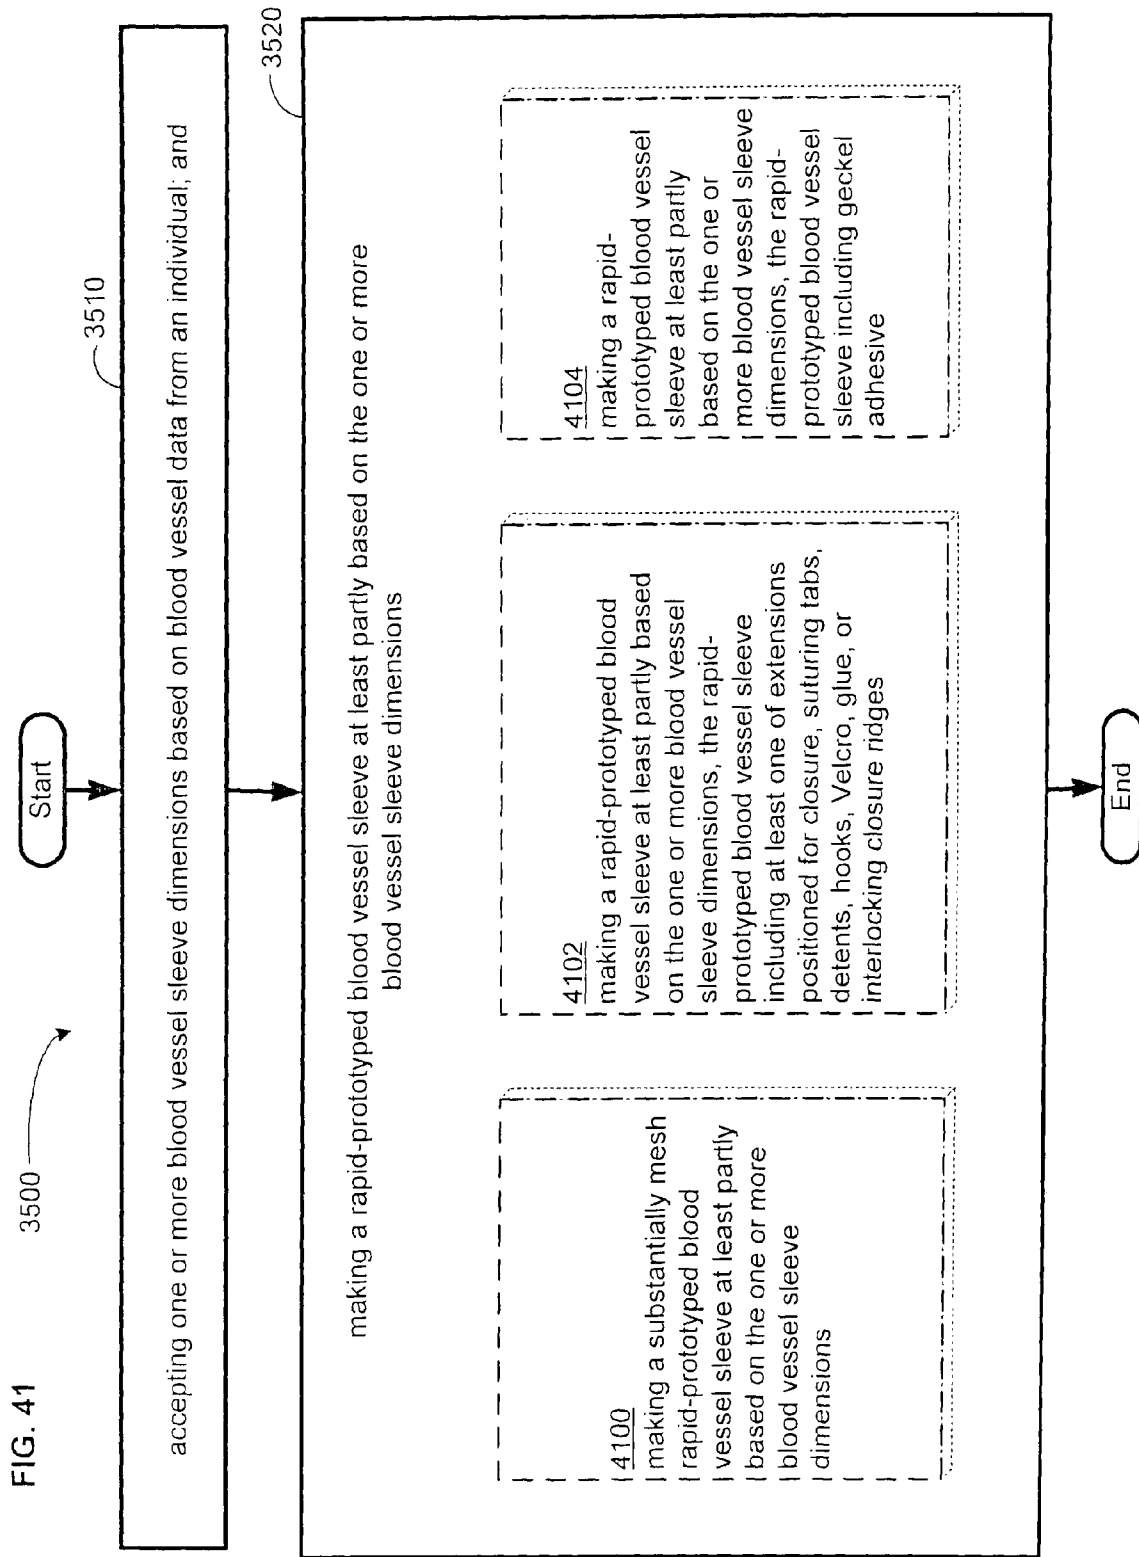 FIG. 41
3500
Start
3510
accepting one or more blood vessel sleeve dimensions based on blood vessel data from an individual; and
3520
making a rapid-prototyped blood vessel sleeve at least partly based on the one or more
blood vessel sleeve dimensions
4100
making a substantially mesh
rapid-prototyped blood
vessel sleeve at least partly
based on the one or more
blood vessel sleeve
dimensions
4102
making a rapid-prototyped blood
vessel sleeve at least partly based
on the one or more blood vessel
sleeve dimensions, the rapid-
prototyped blood vessel sleeve
including at least one of extensions
positioned for closure, suturing tabs,
detents, hooks, Velcro, glue, or
interlocking closure ridges
4104
making a rapid-
prototyped blood vessel
sleeve at least partly
based on the one or
more blood vessel sleeve
dimensions, the rapid-
prototyped blood vessel
sleeve including geckel
adhesive
End